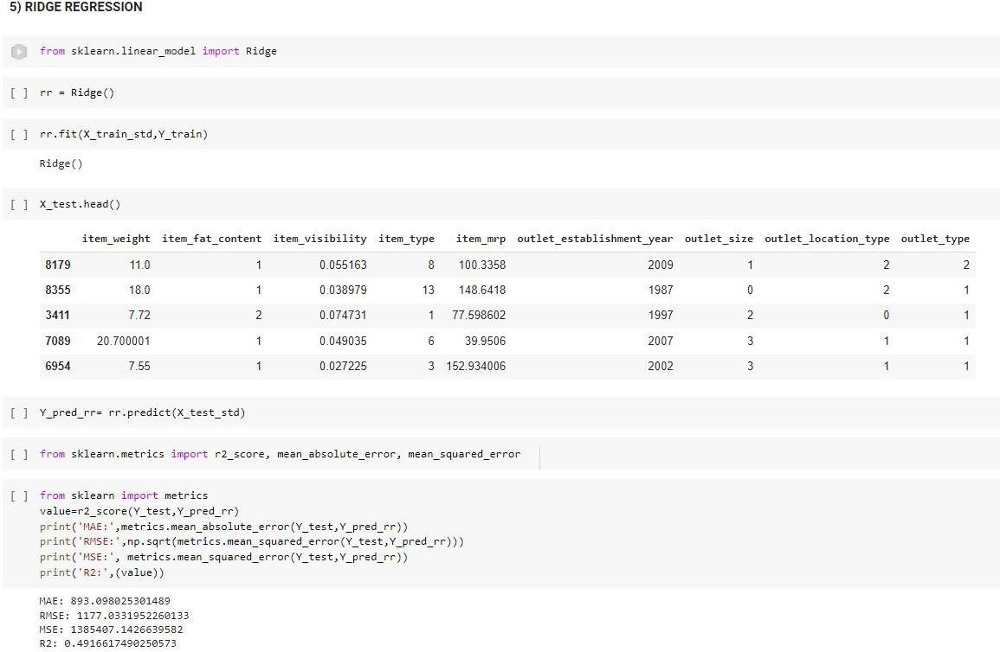 5) RIDGE REGRESSION
from sklearn.linear_model import Ridge
[ ] rr = Ridge()
[ ] rr.fit(X_train_std,Y_train)
Ridge()
[ ] X_test.head()
item_weight item_fat_content item_visibility item_type item_mrp outlet_establishment_year outlet_size outlet_location_type outlet_type
8179 11.0 1 0.055163 8 100.3358 2009 1 2 2
8355 18.0 1 0.038979 13 148.6418 1987 0 2 1
3411 7.72 2 0.074731 1 77.598602 1997 2 0 1
7089 20.700001 1 0.049035 6 39.9506 2007 3 1 1
6954 7.55 1 0.027225 3 152.934006 2002 3 1 1
[ ] Y_pred_rr= rr.predict(X_test_std)
[ ] from sklearn.metrics import r2_score, mean_absolute_error, mean_squared_error
[ ] from sklearn import metrics
value=r2_score(Y_test,Y_pred_rr)
print('MAE:',metrics.mean_absolute_error(Y_test,Y_pred_rr))
print('RMSE:',np.sqrt(metrics.mean_squared_error(Y_test,Y_pred_rr)))
print('MSE:', metrics.mean_squared_error(Y_test,Y_pred_rr))
print('R2:',(value))
MAE: 893.098025301489
RMSE: 1177.0331952260133
MSE: 1385407.1426639582
R2: 0.4916617490250573